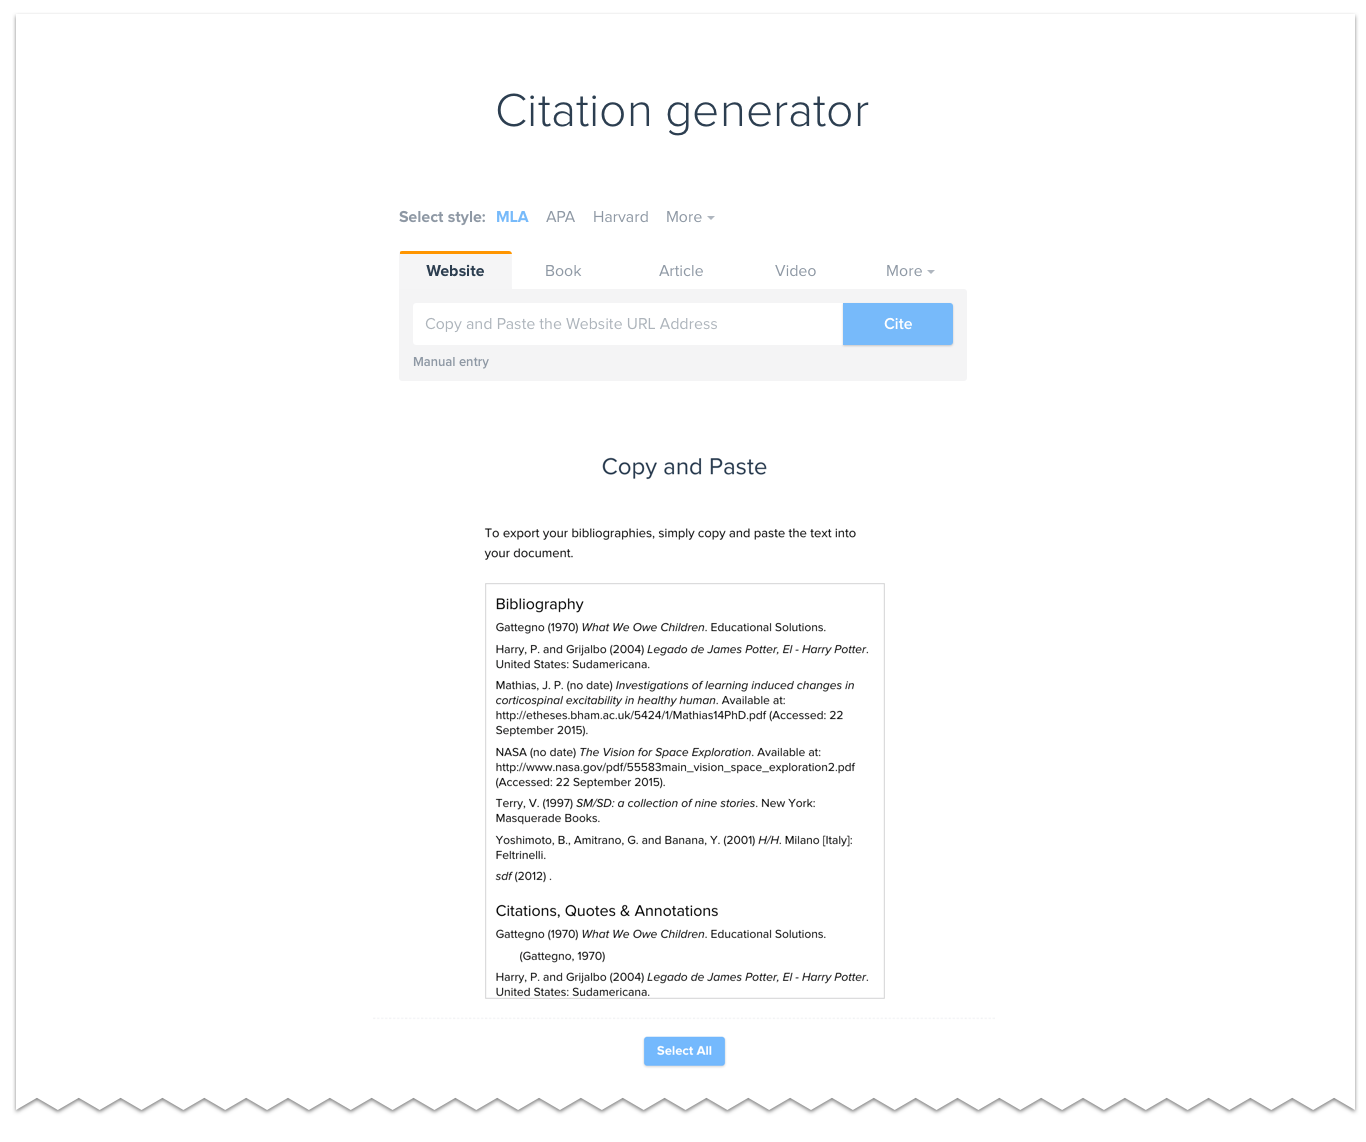 Citation generator
Select style: MLA APA Harvard More
Website Book Article Video More
Copy and Paste the Website URL Address Cite
Manual entry
Copy and Paste
To export your bibliographies, simply copy and paste the text into
your document.
Bibliography
Gattegno (1970) What We Owe Children. Educational Solutions.
Harry, P. and Grijalbo (2004) Legado de James Potter, El - Harry Potter.
United States: Sudamericana.
Mathias, J. P. (no date) Investigations of learning induced changes in
corticospinal excitability in healthy human. Available at:
http://etheses.bham.ac.uk/5424/1/Mathias14PhD.pdf (Accessed: 22
September 2015).
NASA (no date) The Vision for Space Exploration. Available at:
http://www.nasa.gov/pdf/55583main_vision_space_exploration2.pdf
(Accessed: 22 September 2015).
Terry, V. (1997) SM/SD: a collection of nine stories. New York:
Masquerade Books.
Yoshimoto, B., Amitrano, G. and Banana, Y. (2001) H/H. Milano [Italy]:
Feltrinelli.
sdf (2012) .
Citations, Quotes & Annotations
Gattegno (1970) What We Owe Children. Educational Solutions.
(Gattegno, 1970)
Harry, P. and Grijalbo (2004) Legado de James Potter, El - Harry Potter.
United States: Sudamericana.
Select All